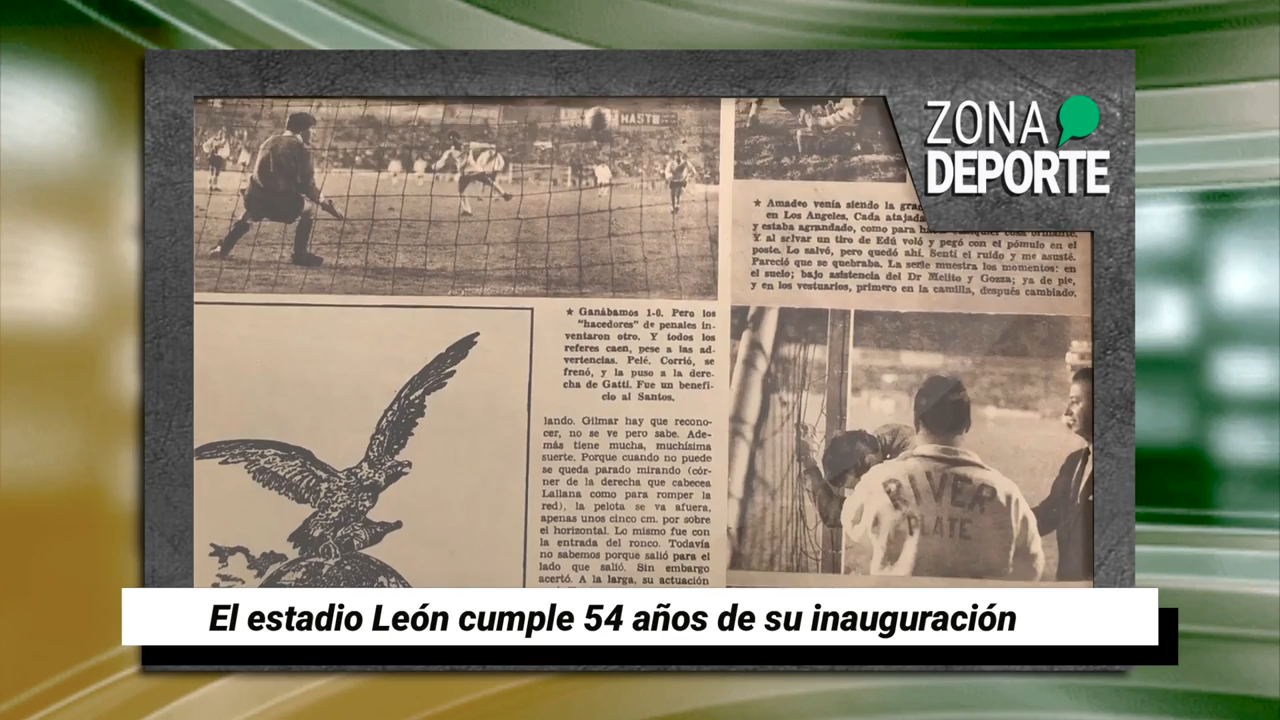 ZONA
DEPORTE
HASTE
★ Amadeo venía siendo la gra
en Los Angeles. Cada atajada
y estaba agrandado, como para
Y al salvar un tiro de Edú voló y pegó con el pómulo en el
poste. Lo salvó, pero quedó ahí. Sentí el ruido y me asusté.
Pareció que se quebraba. La serie muestra los momentos: en
el suelo; bajo asistencia del Dr Melito y Gozza; ya de pie,
y en los vestuarios, primero en la camilla, después cambiado.
★ Ganábamos 1-0. Pero los
"hacedores" de penales in-
ventaron otro. Y todos los
referes caen, pese a las ad-
vertencias. Pelé. Corrió, se
frenó, y la puso a la dere-
cha de Gatti. Fue un benefi-
cio al Santos.
lando. Gilmar hay que recono-
cer, no se ve pero sabe. Ade-
más tiene mucha, muchísima
suerte. Porque cuando no puede
se queda parado mirando (cór-
ner de la derecha que cabecea
Lallana como para romper la
red), la pelota se va afuera,
apenas unos cinco cm. por sobre
el horizontal. Lo mismo fue con
la entrada del ronco. Todavía
no sabemos porque salió para el
lado que salió. Sin embargo
acertó. A la larga, su actuación
RIVER
PLATE
El estadio León cumple 54 años de su inauguración